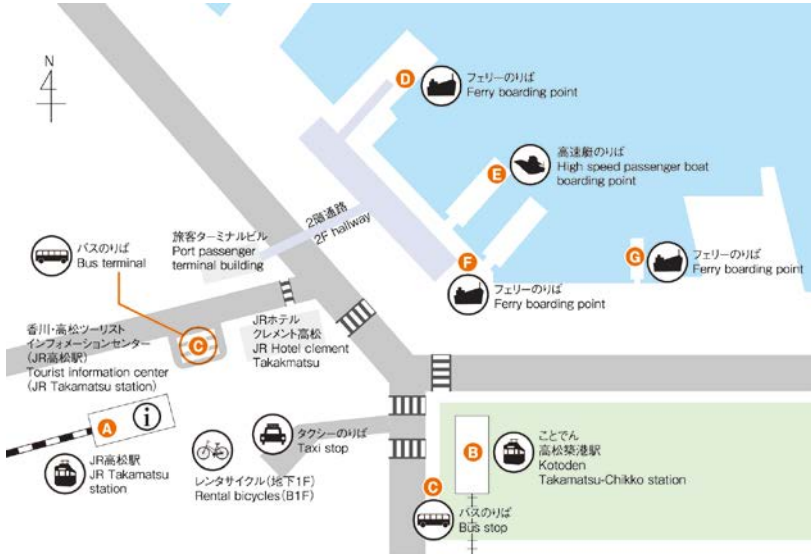 N
D
フェリーのりば
Ferry boarding point
E
高速艇のりば
High speed passenger boat
boarding point
2階通路
2F hallway
旅客ターミナルビル
Port passenger
terminal building
バスのりば
Bus terminal
F
フェリーのりば
Ferry boarding point
G
フェリーのりば
Ferry boarding point
香川・高松ツーリスト
インフォメーションセンター
(JR高松駅)
Tourist information center
(JR Takamatsu station)
C
JRホテル
クレメント高松
JR Hotel clement
Takakmatsu
A
i
JR高松駅
JR Takamatsu
station
レンタサイクル(地下1F)
Rental bicycles(B1F)
タクシーのりば
Taxi stop
B
ことでん
高松築港駅
Kotoden
Takamatsu-Chikko station
C
バスのりば
Bus stop